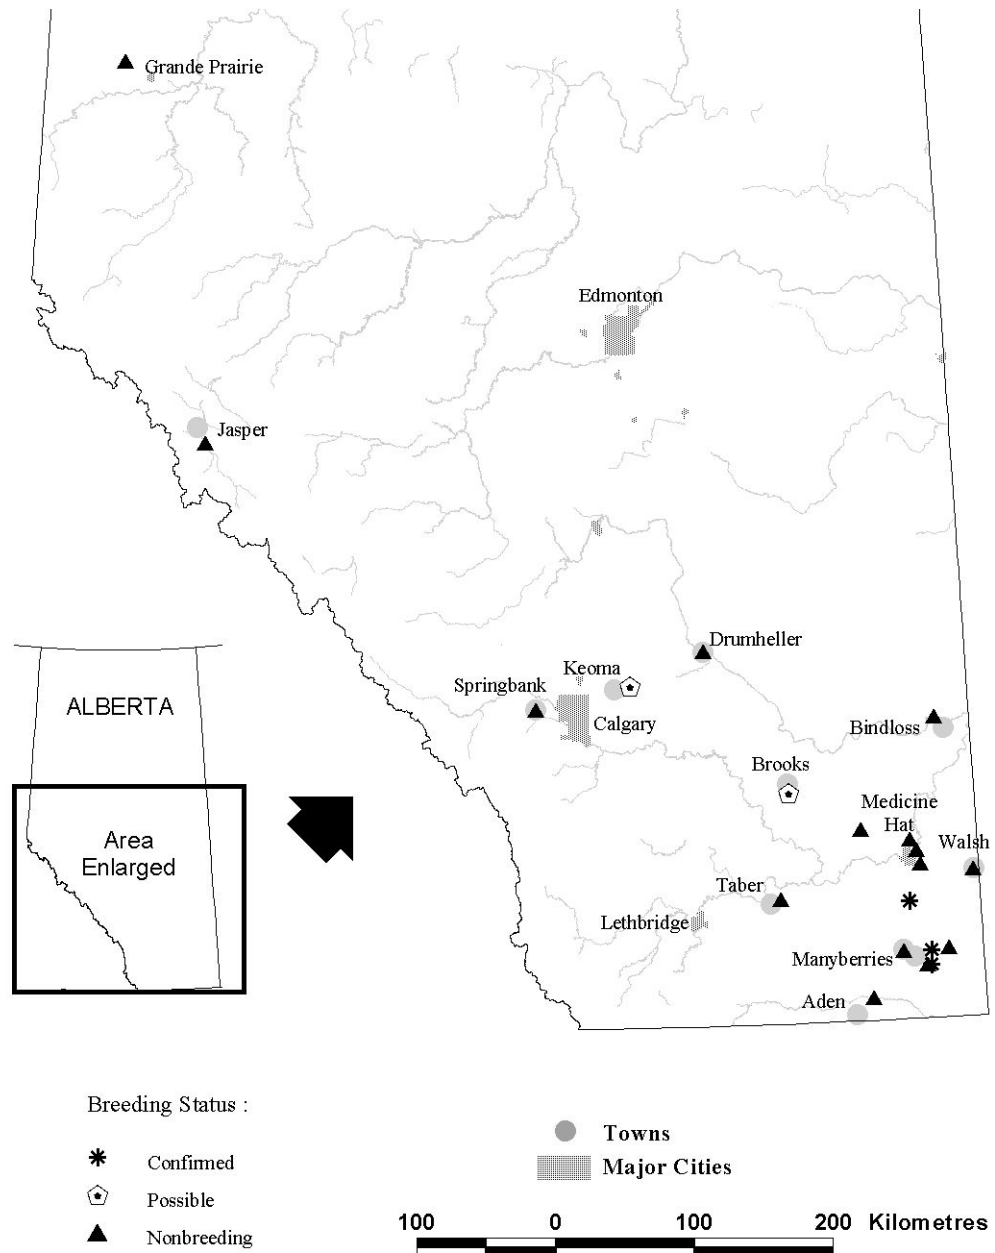 Grande Prairie
Edmonton
Jasper
Drumheller
Keoma
Springbank
Calgary
Bindloss
Brooks
Medicine
Hat
Walsh
Taber
Lethbridge
Manyberries
Aden
ALBERTA
Area
Enlarged
Breeding Status :
Confirmed
Possible
Nonbreeding
Towns
Major Cities
100 0 100 200 Kilometres